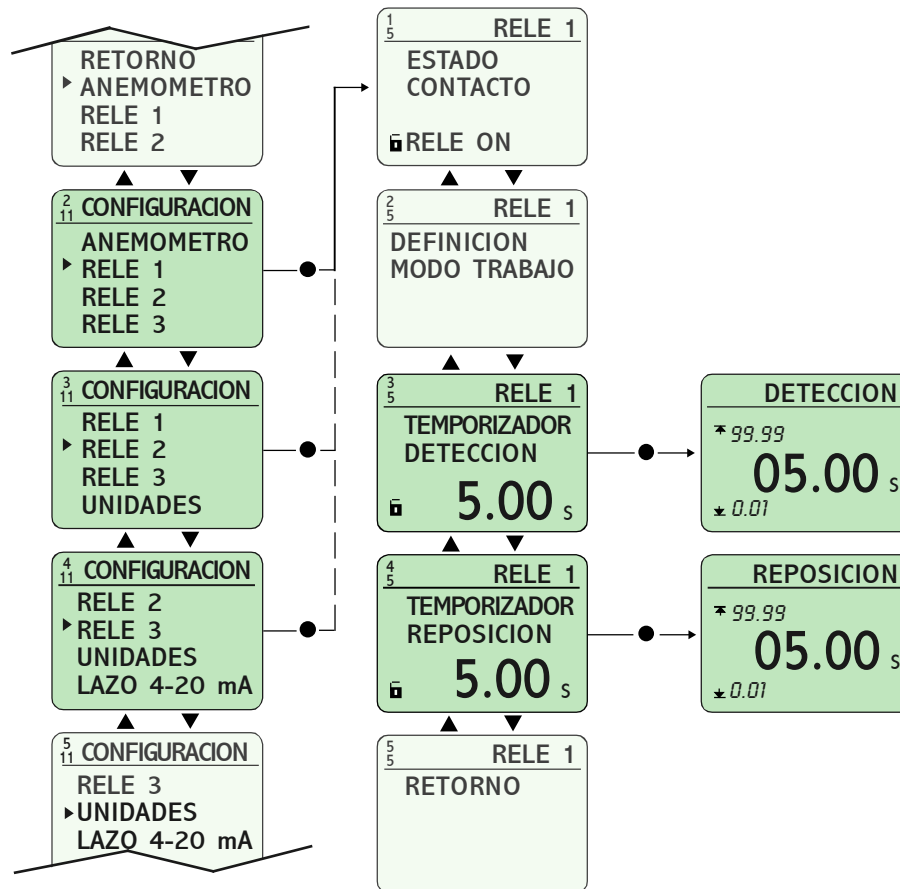 RETORNO
ANEMOMETRO
RELE 1
RELE 2
2
11 CONFIGURACION
ANEMOMETRO
RELE 1
RELE 2
RELE 3
3
11 CONFIGURACION
RELE 1
RELE 2
RELE 3
UNIDADES
4
11 CONFIGURACION
RELE 2
RELE 3
UNIDADES
LAZO 4-20 mA
5
11 CONFIGURACION
RELE 3
UNIDADES
LAZO 4-20 mA
1
5 RELE 1
ESTADO
CONTACTO
RELE ON
2
5 RELE 1
DEFINICION
MODO TRABAJO
3
5 RELE 1
TEMPORIZADOR
DETECCION
5.00 s
4
5 RELE 1
TEMPORIZADOR
REPOSICION
5.00 s
5
5 RELE 1
RETORNO
DETECCION
99.99
05.00 s
0.01
REPOSICION
99.99
05.00 s
0.01